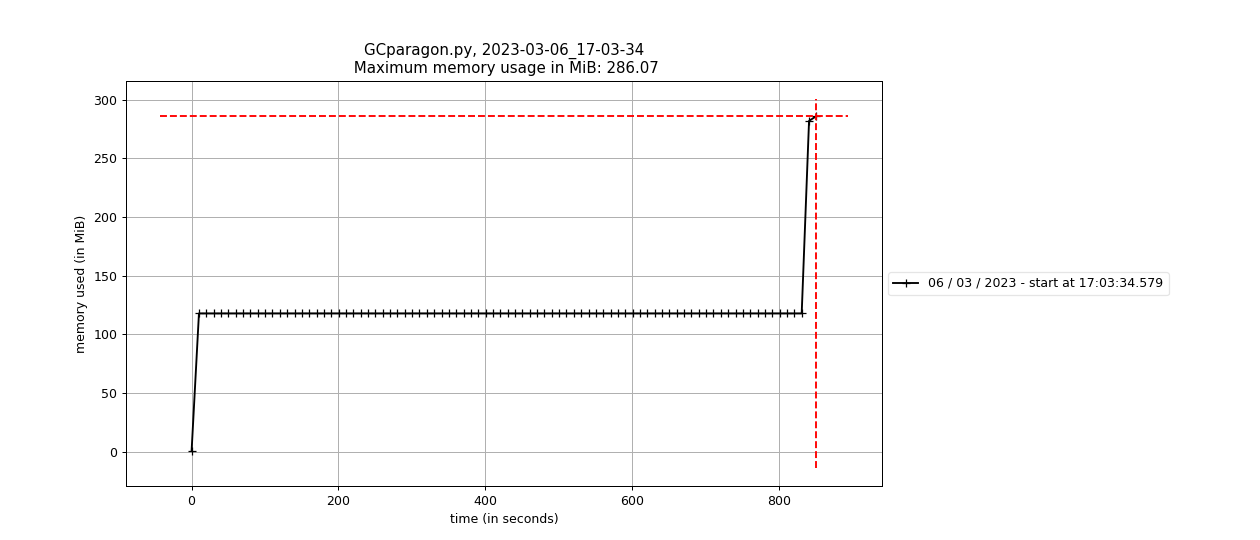 GCparagon.py, 2023-03-06_17-03-34
Maximum memory usage in MiB: 286.07
300
250
200
150
100
50
0
memory used (in MiB)
0 200 400 600 800
time (in seconds)
06 / 03 / 2023 - start at 17:03:34.579